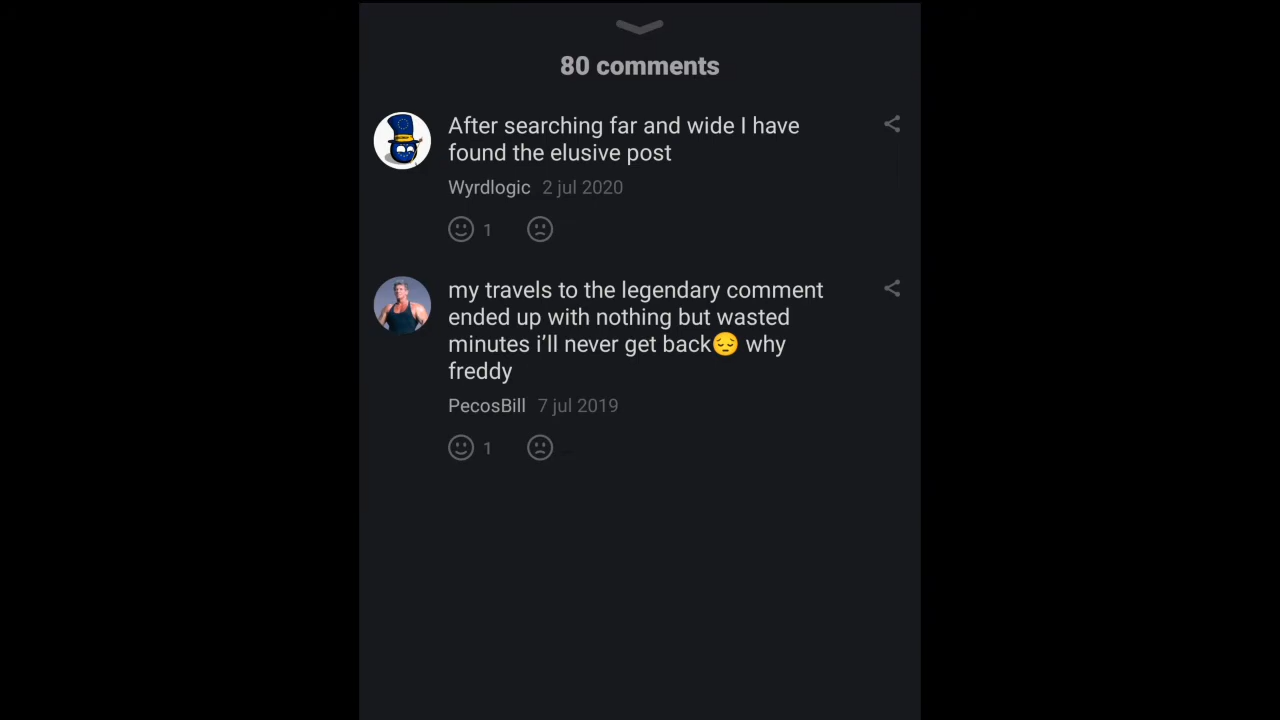 80 comments
After searching far and wide I have
found the elusive post
Wyrdlogic 2 jul 2020
1
my travels to the legendary comment
ended up with nothing but wasted
minutes i’ll never get back😔 why
freddy
PecosBill 7 jul 2019
1